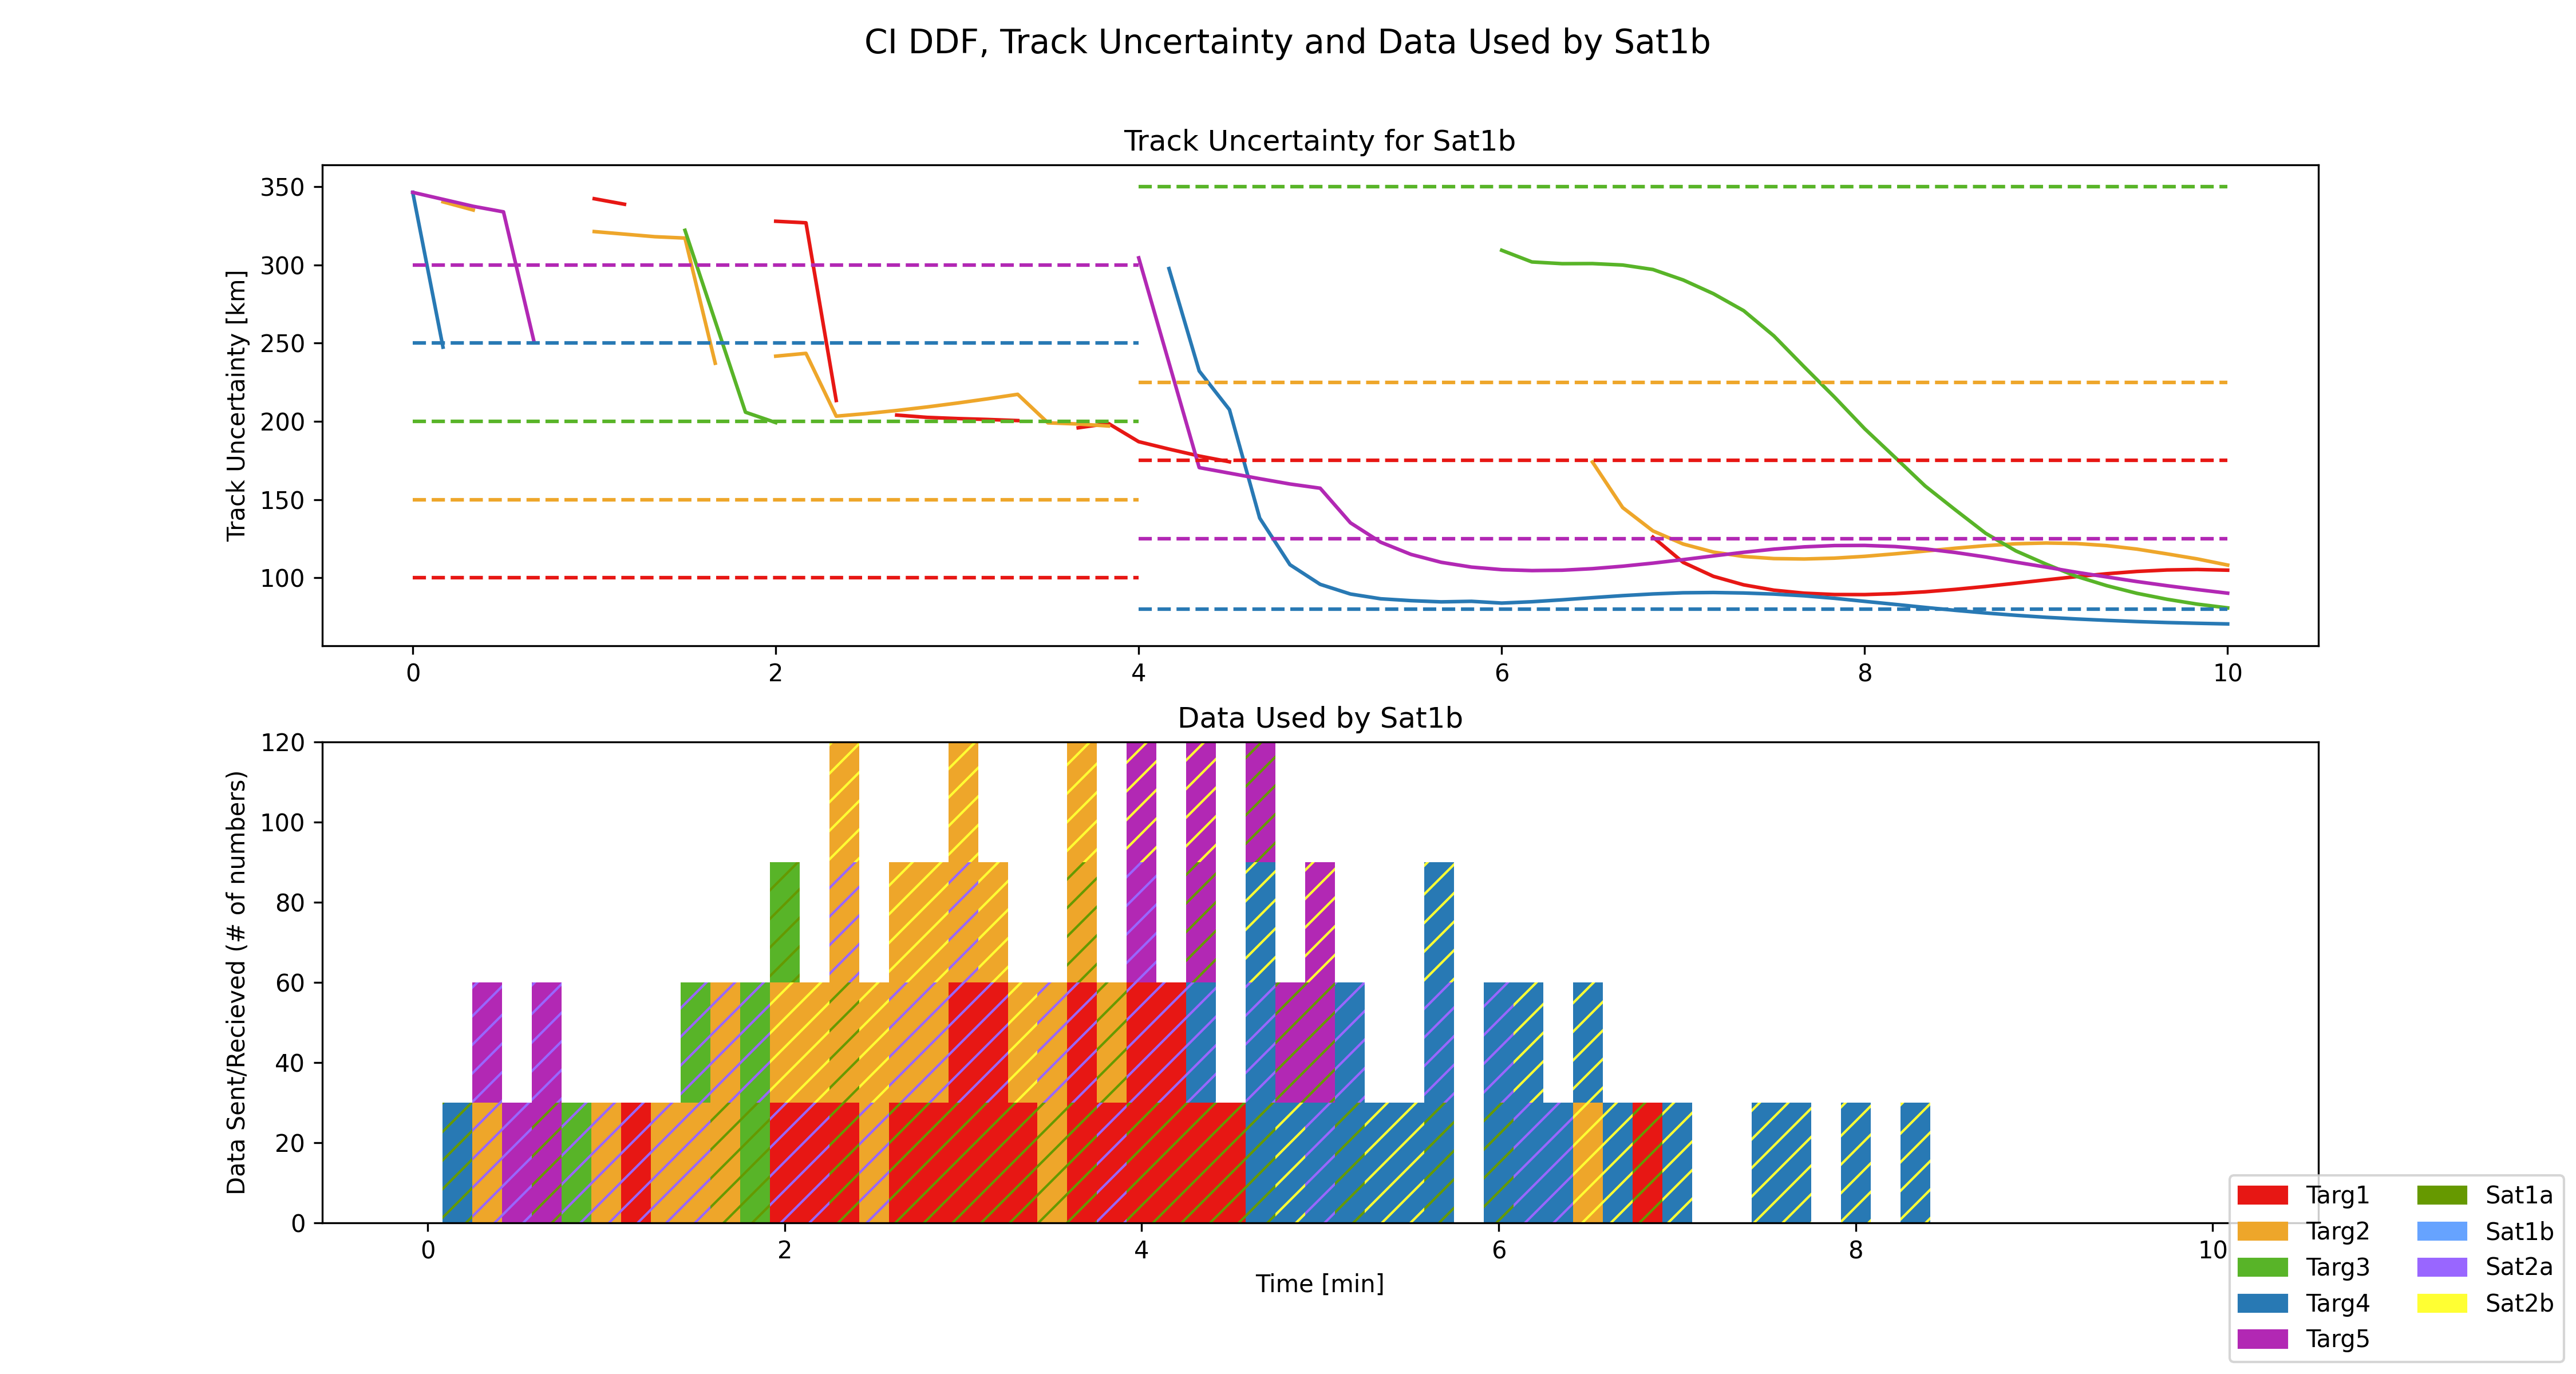 CI DDF, Track Uncertainty and Data Used by Sat1b
Track Uncertainty for Sat1b
Track Uncertainty [km]
350
300
250
200
150
100
0 2 4 6 8 10
Data Used by Sat1b
Data Sent/Recieved (# of numbers)
120
100
80
60
40
20
0
0 2 4 6 8 10
Time [min]
Targ1 Sat1a
Targ2 Sat1b
Targ3 Sat2a
Targ4 Sat2b
Targ5